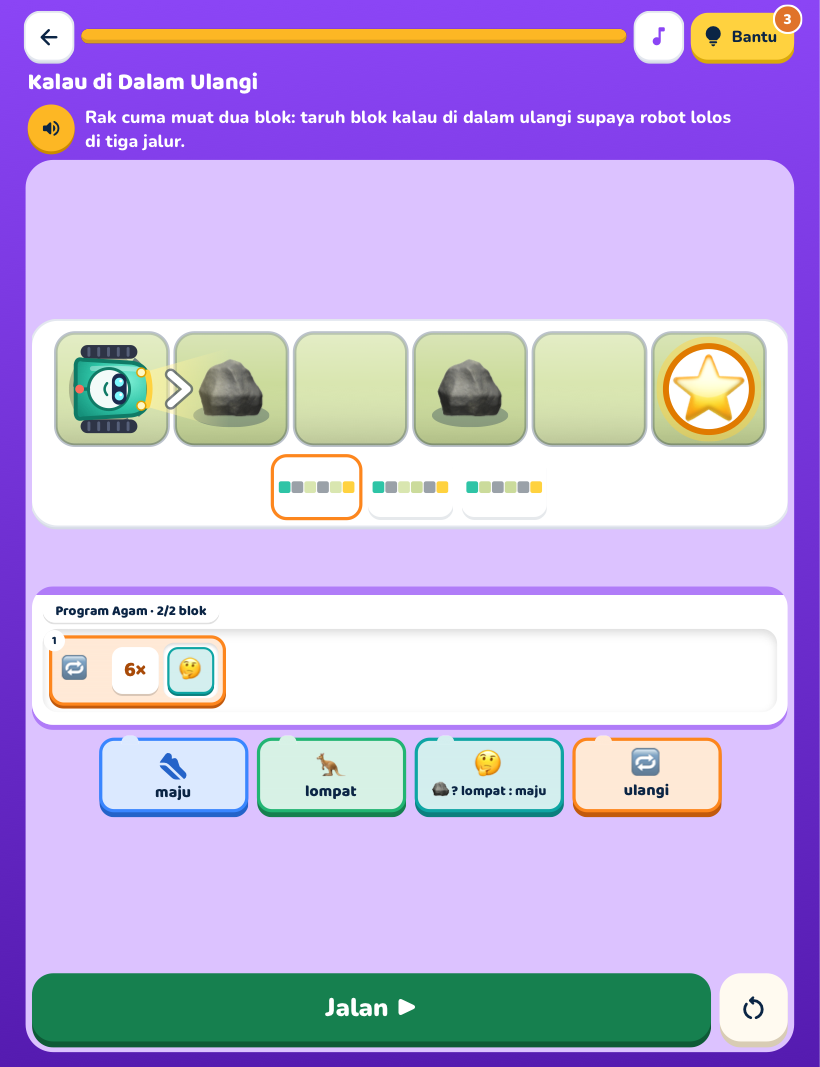 3
Bantu
Kalau di Dalam Ulangi
Rak cuma muat dua blok: taruh blok kalau di dalam ulangi supaya robot lolos
di tiga jalur.
Program Agam · 2/2 blok
1
6×
maju
lompat
? lompat : maju
ulangi
Jalan